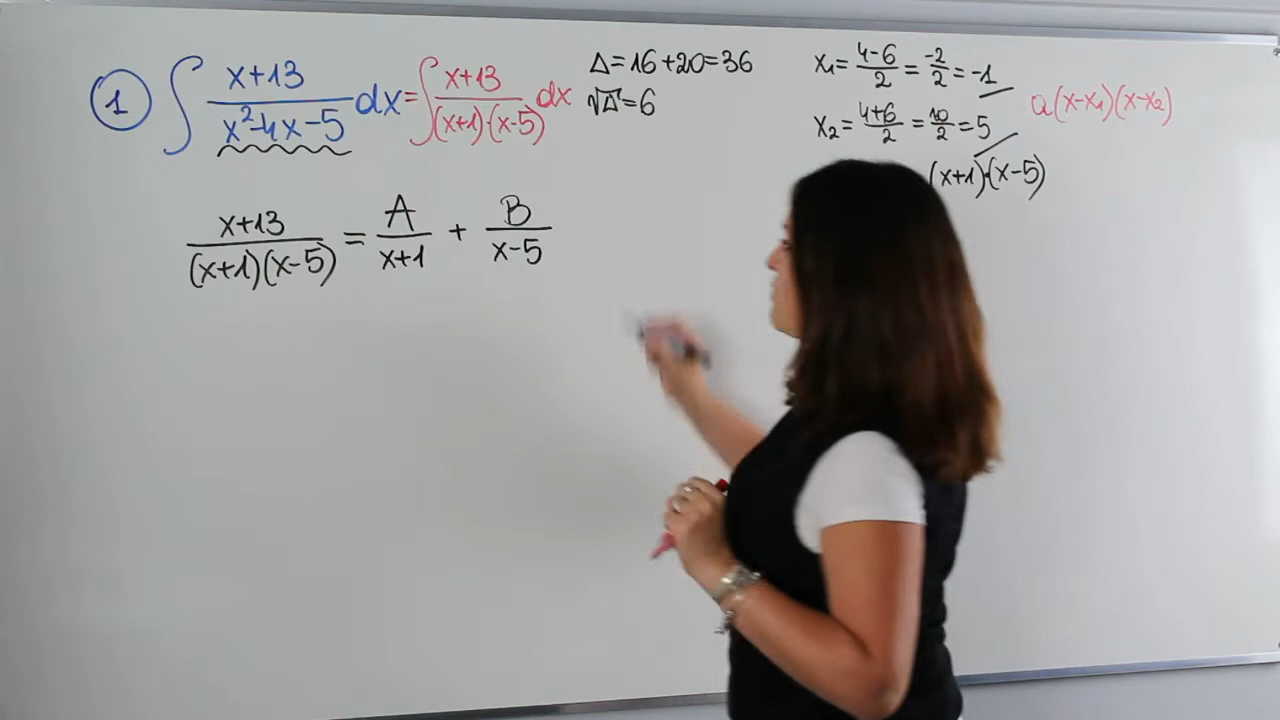 ① ∫ x+13 / x²-4x-5 dx = ∫ x+13 / (x+1)·(x-5) dx
Δ=16+20=36
√Δ=6
x₁= 4-6 / 2 = -2 / 2 = -1
x₂= 4+6 / 2 = 10 / 2 = 5
a(x-x₁)(x-x₂)
(x+1)·(x-5)
x+13 / (x+1)(x-5) = A / x+1 + B / x-5